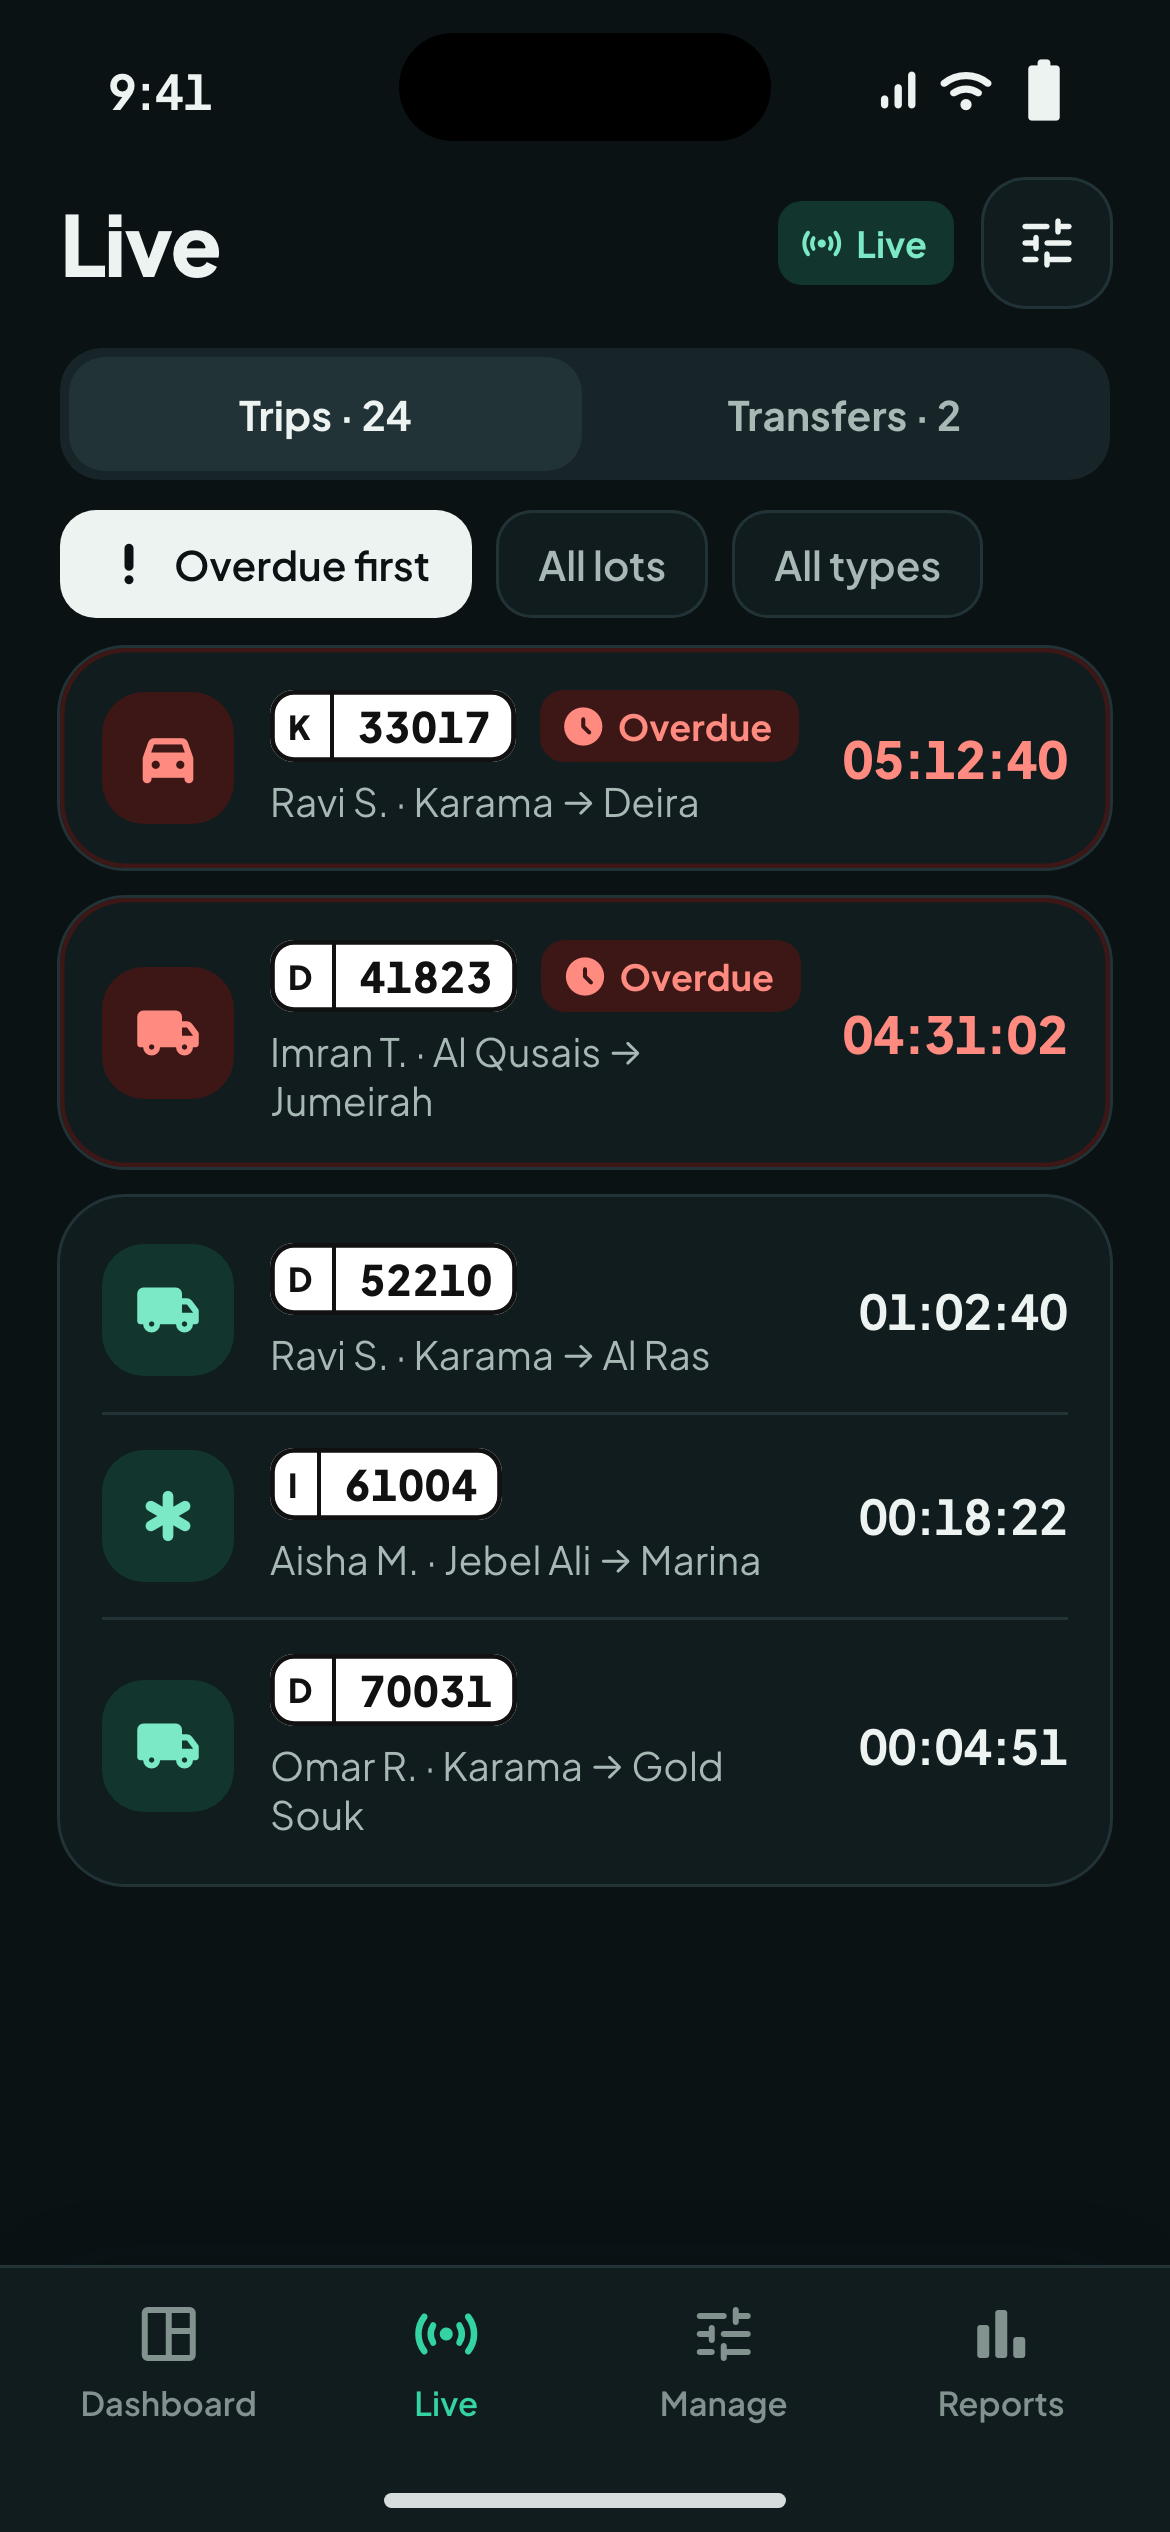 9:41
Live
Live
Trips · 24
Transfers · 2
Overdue first
All lots
All types
K 33017
Overdue
05:12:40
Ravi S. · Karama → Deira
D 41823
Overdue
04:31:02
Imran T. · Al Qusais →
Jumeirah
D 52210
01:02:40
Ravi S. · Karama → Al Ras
I 61004
00:18:22
Aisha M. · Jebel Ali → Marina
D 70031
00:04:51
Omar R. · Karama → Gold
Souk
Dashboard
Live
Manage
Reports